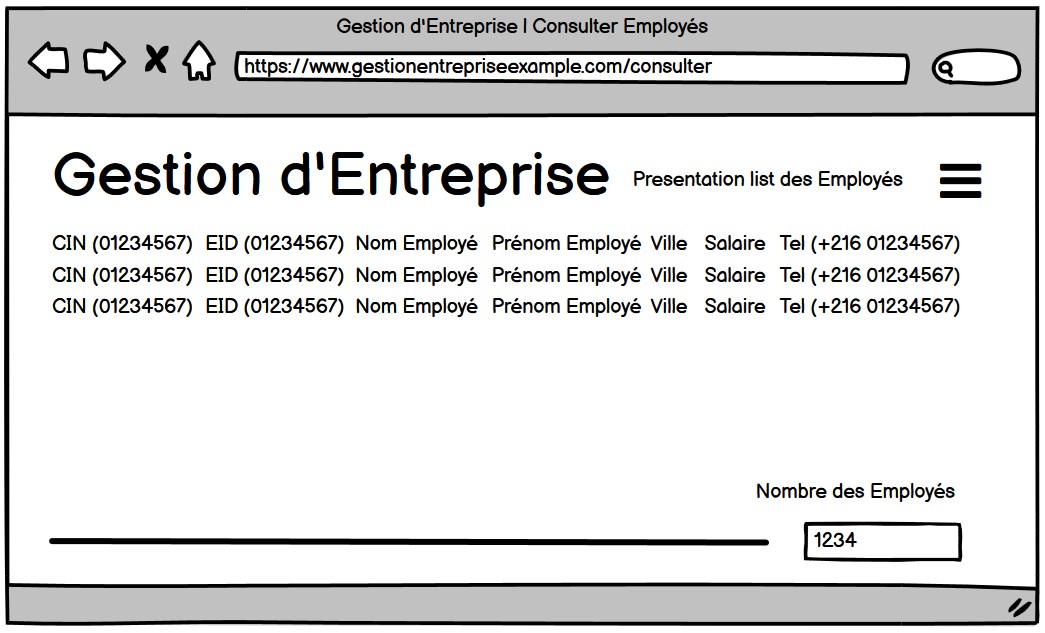 Gestion d'Entreprise | Consulter Employés
https://www.gestionentrepriseexample.com/consulter
Gestion d'Entreprise Presentation list des Employés
CIN (01234567) EID (01234567) Nom Employé Prénom Employé Ville Salaire Tel (+216 01234567)
CIN (01234567) EID (01234567) Nom Employé Prénom Employé Ville Salaire Tel (+216 01234567)
CIN (01234567) EID (01234567) Nom Employé Prénom Employé Ville Salaire Tel (+216 01234567)
Nombre des Employés
1234